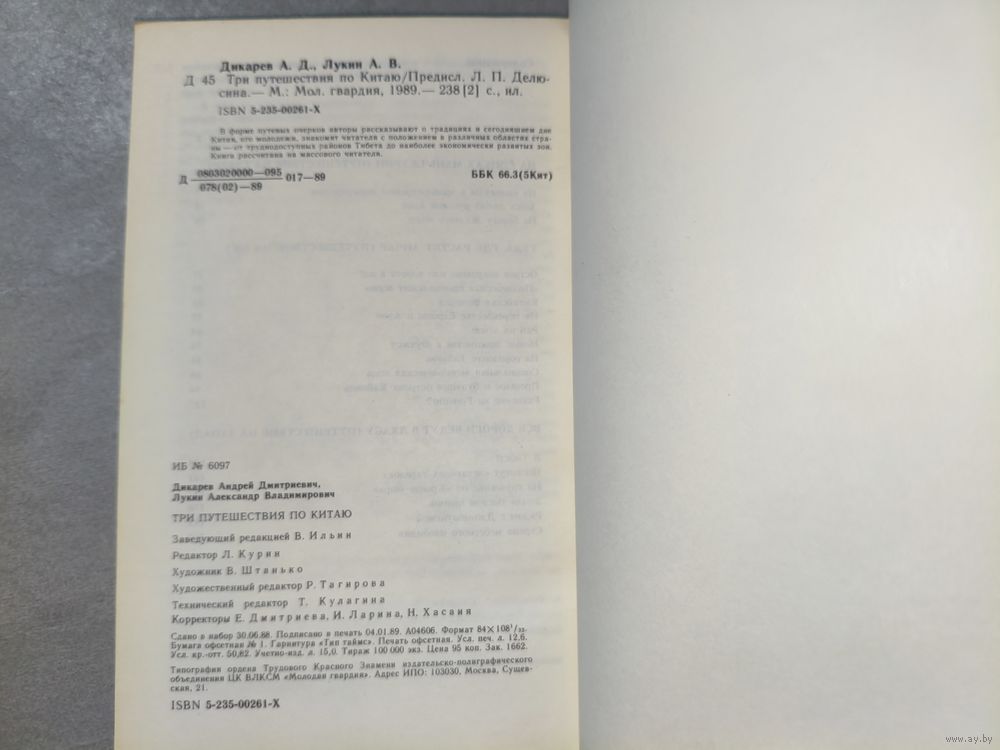 Дикарев А. Д., Лукин А. В.
Д 45 Три путешествия по Китаю/Предисл. Л. П. Делю-
сина.— М.: Мол. гвардия, 1989.— 238[2] с., ил.
ISBN 5-235-00261-X
В форме путевых очерков авторы рассказывают о традициях и сегодняшнем дне
Китая, его молодежи, знакомят читателя с положением в различных областях стра-
ны — от труднодоступных районов Тибета до наиболее экономически развитых зон.
Книга рассчитана на массового читателя.
Д 0803020000—095 / 078(02)—89 017—89 ББК 66.3(5Кит)
ИБ № 6097
Дикарев Андрей Дмитриевич,
Лукин Александр Владимирович
ТРИ ПУТЕШЕСТВИЯ ПО КИТАЮ
Заведующий редакцией В. Ильин
Редактор Л. Курин
Художник В. Штанько
Художественный редактор Р. Тагирова
Технический редактор Т. Кулагина
Корректоры Е. Дмитриева, И. Ларина, Н. Хасаия
Сдано в набор 30.06.88. Подписано в печать 04.01.89. А04606. Формат 84×108¹/₃₂.
Бумага офсетная № 1. Гарнитура «Тип таймс». Печать офсетная. Усл. печ. л. 12,6.
Усл. кр.-отт. 50,82. Учетно-изд. л. 15,0. Тираж 100 000 экз. Цена 95 коп. Зак. 1662.
Типография ордена Трудового Красного Знамени издательско-полиграфического
объединения ЦК ВЛКСМ «Молодая гвардия». Адрес ИПО: 103030, Москва, Сущев-
ская, 21.
ISBN 5-235-00261-X
www.ay.by